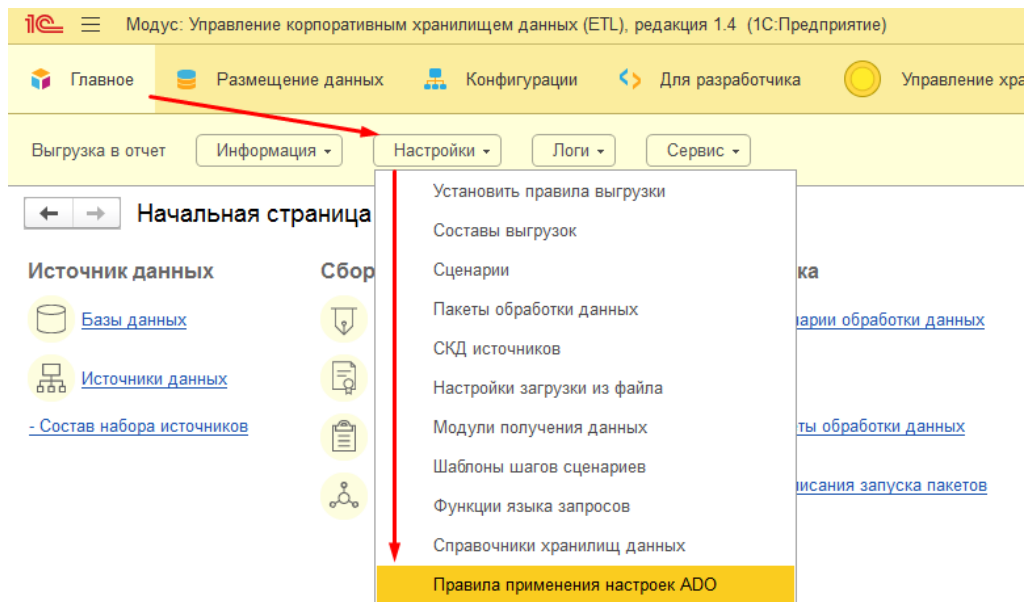 1С Модус: Управление корпоративным хранилищем данных (ETL), редакция 1.4 (1С:Предприятие)
Главное Размещение данных Конфигурации Для разработчика Управление хра
Выгрузка в отчет Информация Настройки Логи Сервис
Начальная страница
Установить правила выгрузки
Составы выгрузок
Источник данных Сбор Сценарии ка
Базы данных Пакеты обработки данных арии обработки данных
СКД источников
Источники данных Настройки загрузки из файла
- Состав набора источников Модули получения данных ты обработки данных
Шаблоны шагов сценариев
Функции языка запросов исания запуска пакетов
Справочники хранилищ данных
Правила применения настроек ADO